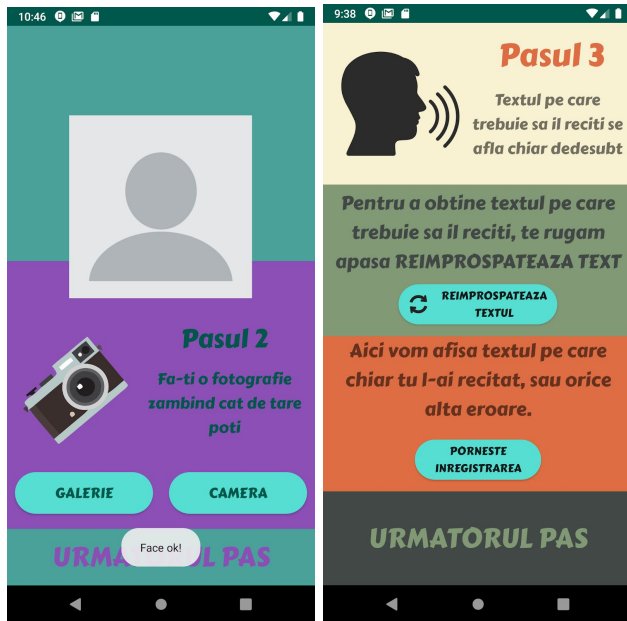 10:46
Pasul 2
Fa-ti o fotografie
zambind cat de tare
poti
GALERIE
CAMERA
Face ok!
9:38
Pasul 3
Textul pe care
trebuie sa il reciti se
afla chiar dedesubt
Pentru a obtine textul pe care
trebuie sa il reciti, te rugam
apasa REIMPROSPATEAZA TEXT
REIMPROSPATEAZA
TEXTUL
Aici vom afisa textul pe care
chiar tu l-ai recitat, sau orice
alta eroare.
PORNESTE
INREGISTRAREA
URMATORUL PAS